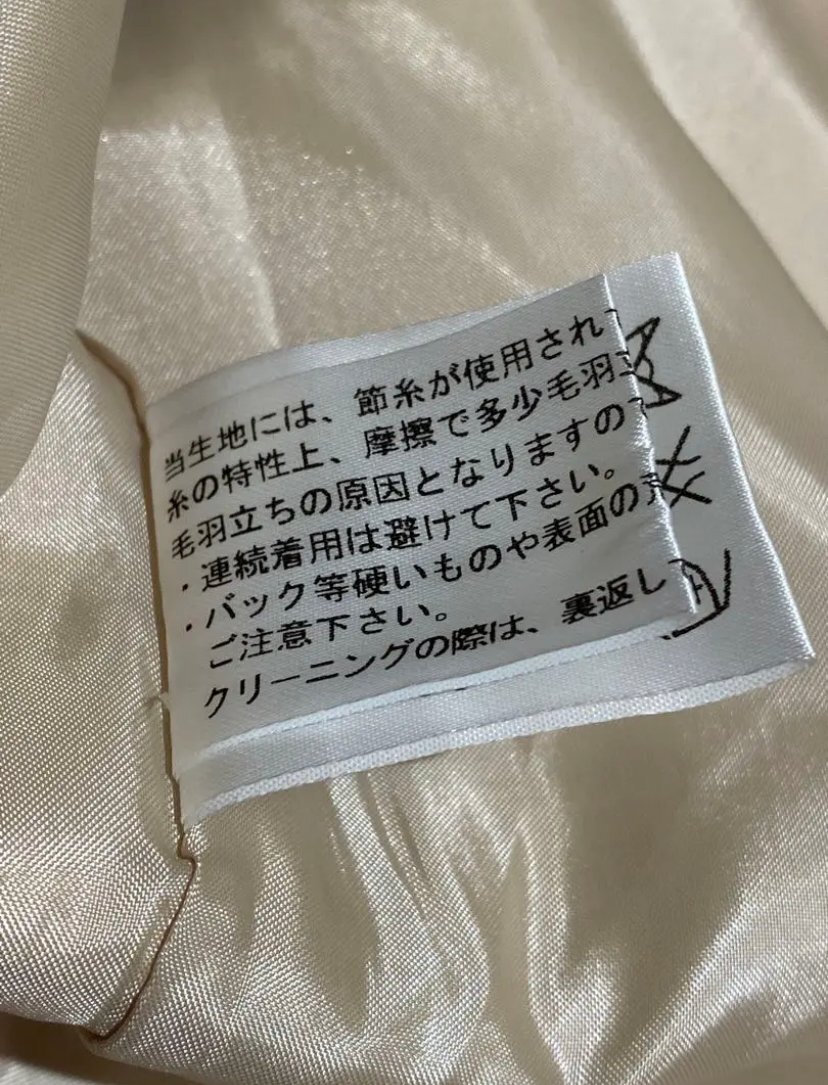 当生地には、節糸が使用され
糸の特性上、摩擦で多少毛羽
毛羽立ちの原因となりますの
・連続着用は避けて下さい。
・バック等硬いものや表面の
ご注意下さい。
クリーニングの際は、裏返し